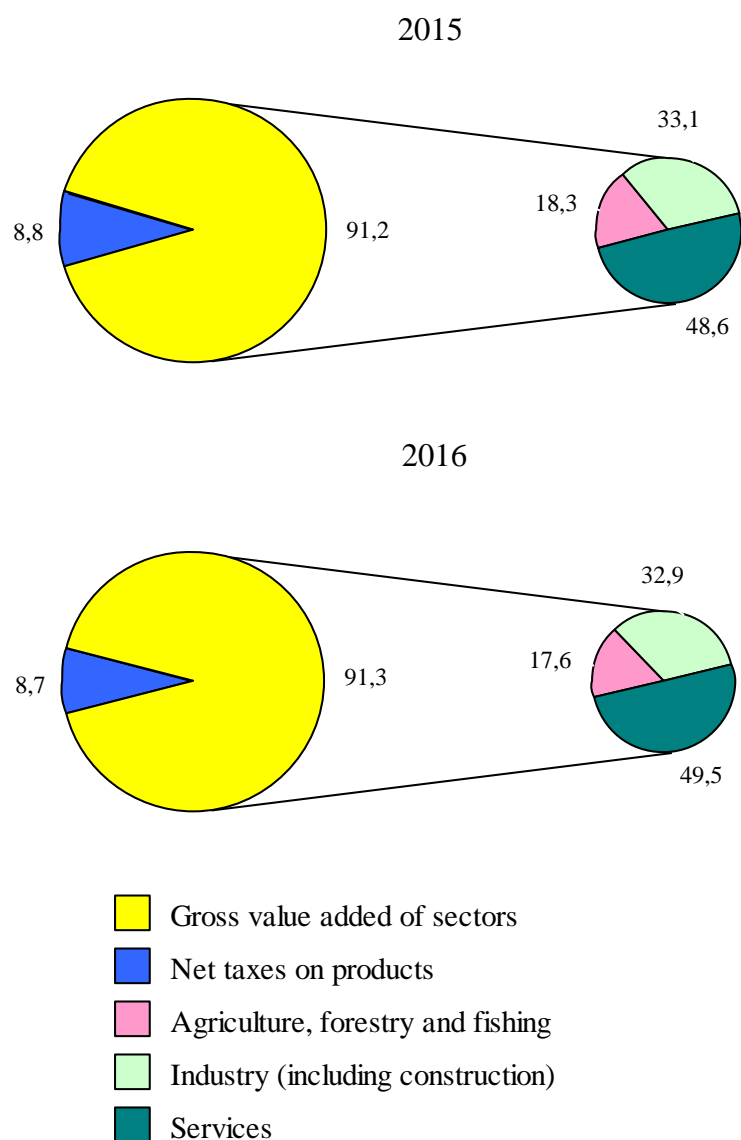 2015
33,1
18,3
8,8
91,2
48,6
2016
32,9
17,6
8,7
91,3
49,5
Gross value added of sectors
Net taxes on products
Agriculture, forestry and fishing
Industry (including construction)
Services